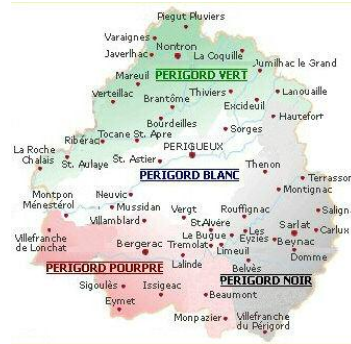 Piegut Pluviers
Varaignes
Javerlhac
Nontron
La Coquille
Jumilhac le Grand
Mareuil
PERIGORD VERT
Verteillac
Thiviers
Lanouaille
Brantôme
Excideuil
Hautefort
Bourdeilles
Tocane St. Apre
Sorges
Ribérac
PERIGUEUX
La Roche
Chalais
St. Aulaye
St. Astier
Thenon
PERIGORD BLANC
Terrasson
Montignac
Montpon
Ménestérol
Neuvic
Mussidan
Villamblard
Vergt
Rouffignac
Salign
St.Alvère
Sarlat
Carlux
Villefranche
de Lonchat
Le Bugue
Les
Eyzies
Beynac
Bergerac
Tremolat
Limeuil
Domme
Lalinde
Belvès
PERIGORD POURPRE
PERIGORD NOIR
Sigoulès
Issigeac
Beaumont
Eymet
Monpazier
Villefranche
du Périgord